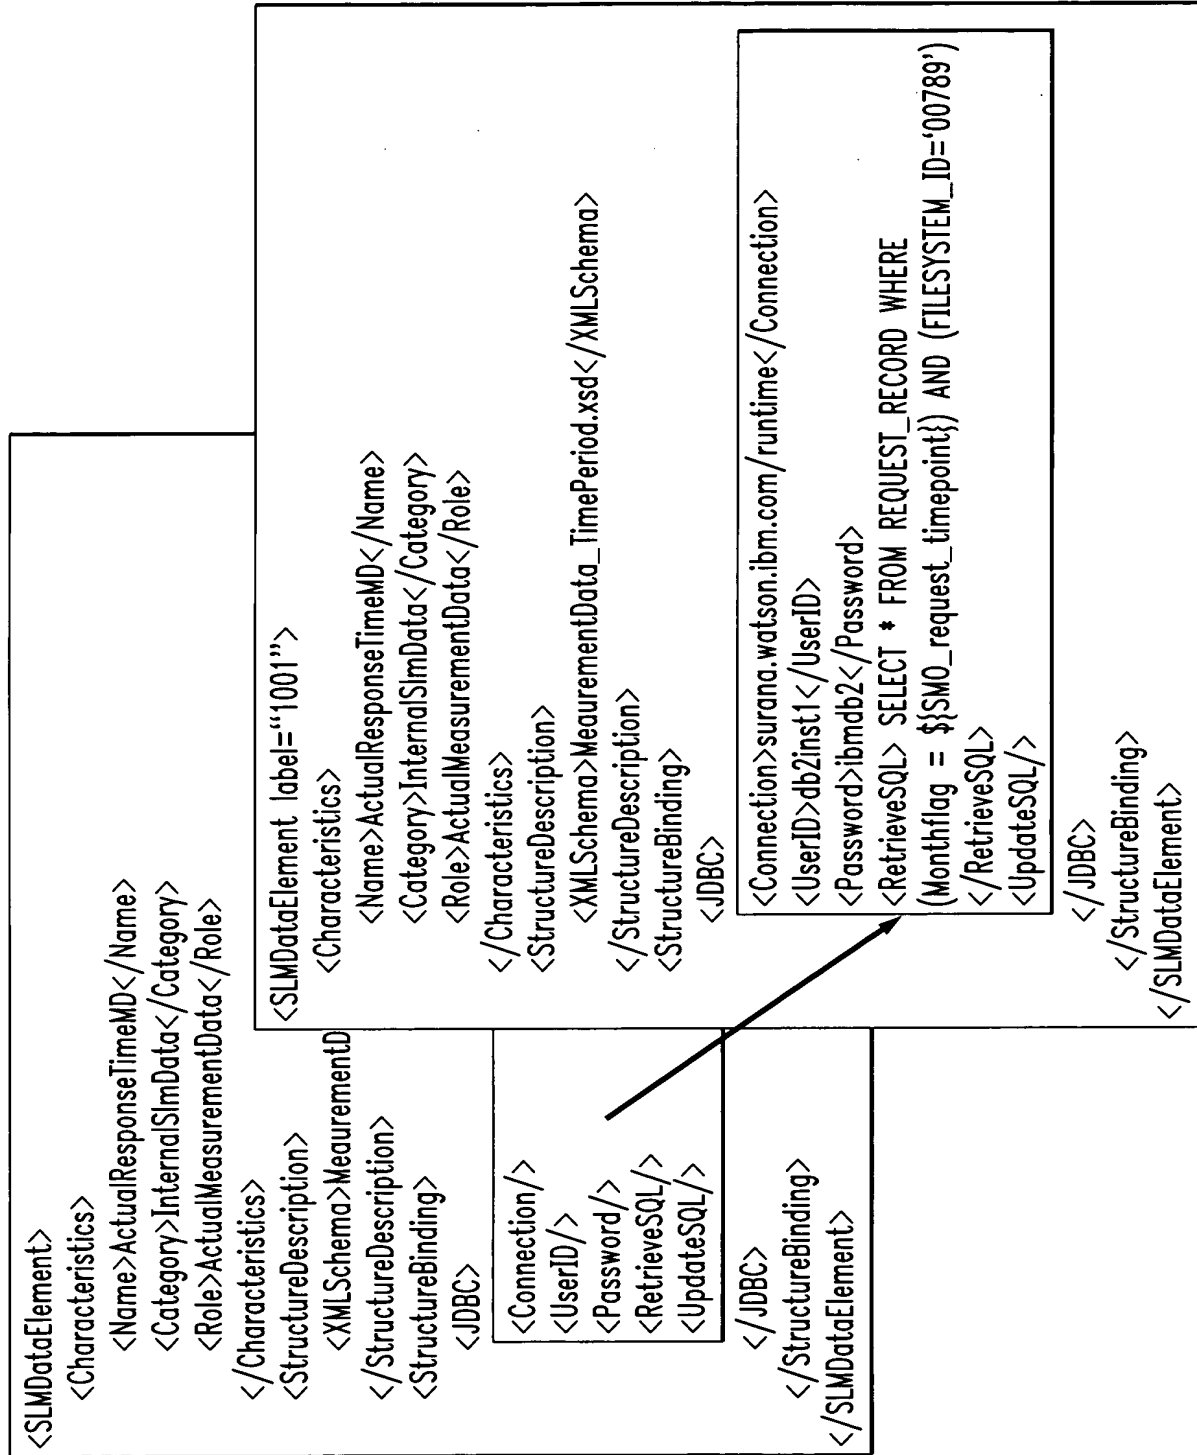 <SLMDataElement>
<Characteristics>
<Name>ActualResponseTimeMD</Name>
<Category>InternalSlmData</Category>
<Role>ActualMeasurementData</Role>
</Characteristics>
<StructureDescription>
<XMLSchema>MeaurementD
</StructureDescription>
<StructureBinding>
<JDBC>
<Connection/>
<UserID/>
<Password/>
<RetrieveSQL/>
<UpdateSQL/>
</JDBC>
</StructureBinding>
</SLMDataElement>
<SLMDataElement label=“1001”>
<Characteristics>
<Name>ActualResponseTimeMD</Name>
<Category>InternalSlmData</Category>
<Role>ActualMeasurementData</Role>
</Characteristics>
<StructureDescription>
<XMLSchema>MeaurementData_TimePeriod.xsd</XMLSchema>
</StructureDescription>
<StructureBinding>
<JDBC>
<Connection>surana.watson.ibm.com/runtime</Connection>
<UserID>db2inst1</UserID>
<Password>ibmdb2</Password>
<RetrieveSQL> SELECT * FROM REQUEST_RECORD WHERE
(Monthflag = ${SMO_request_timepoint}) AND (FILESYSTEM_ID=‘00789’)
</RetrieveSQL>
<UpdateSQL/>
</JDBC>
</StructureBinding>
</SLMDataElement>